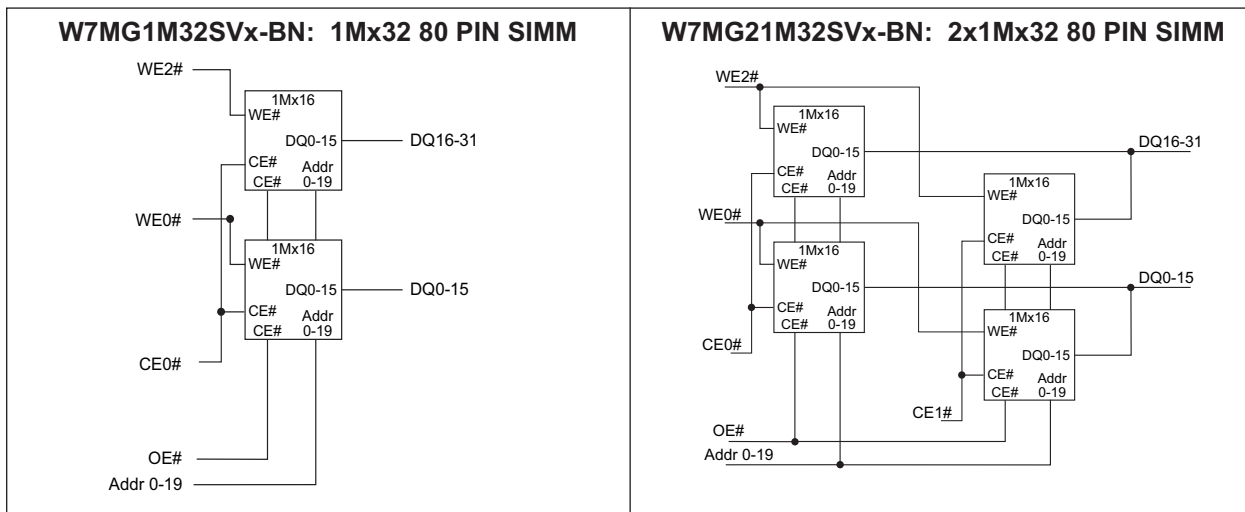 W7MG1M32SVx-BN: 1Mx32 80 PIN SIMM
WE2#
1Mx16
WE#
DQ0-15
DQ16-31
CE#
Addr
CE#
0-19
WE0#
1Mx16
WE#
DQ0-15
DQ0-15
CE#
Addr
CE#
0-19
CE0#
OE#
Addr 0-19
W7MG21M32SVx-BN: 2x1Mx32 80 PIN SIMM
WE2#
1Mx16
WE#
DQ0-15
DQ16-31
CE#
Addr
CE#
0-19
1Mx16
WE#
DQ0-15
CE#
Addr
CE#
0-19
WE0#
1Mx16
WE#
DQ0-15
DQ0-15
CE#
Addr
CE#
0-19
1Mx16
WE#
DQ0-15
CE#
Addr
CE#
0-19
CE0#
CE1#
OE#
Addr 0-19